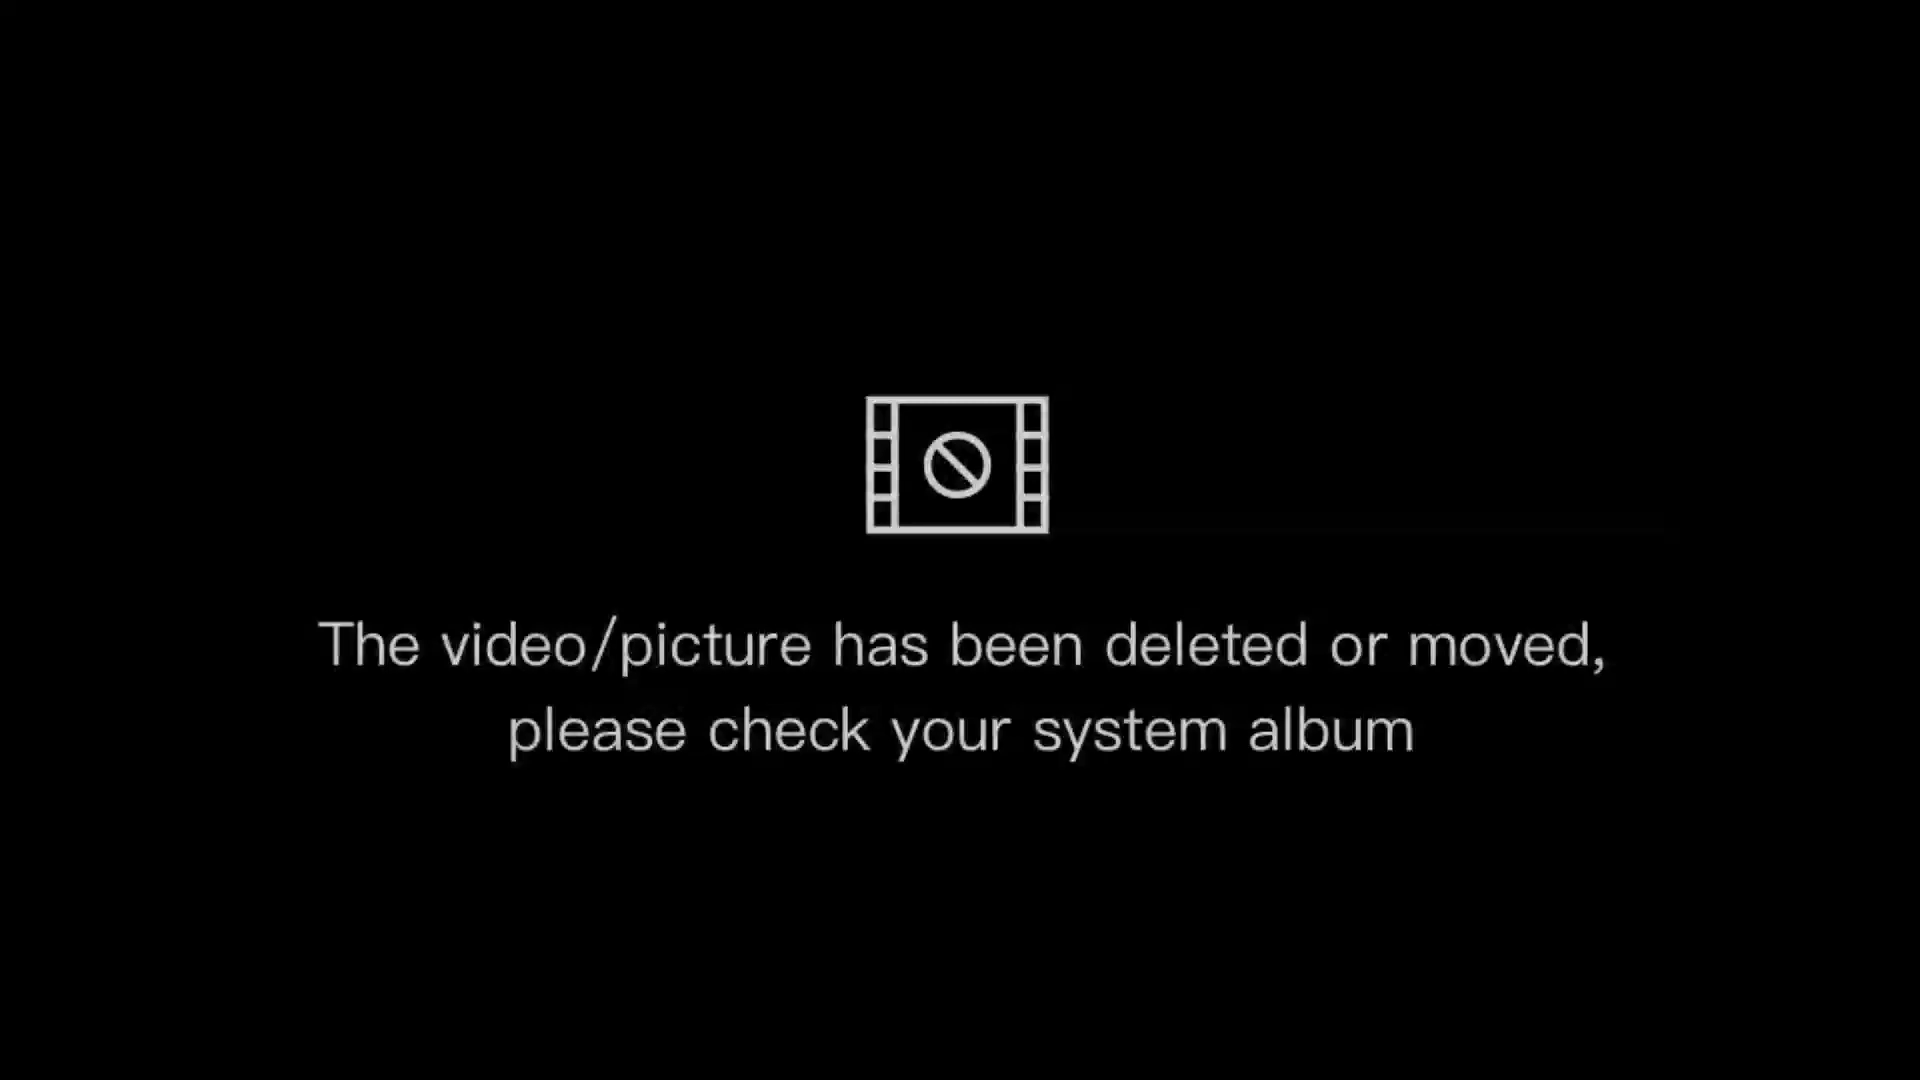 The video/picture has been deleted or moved,
please check your system album